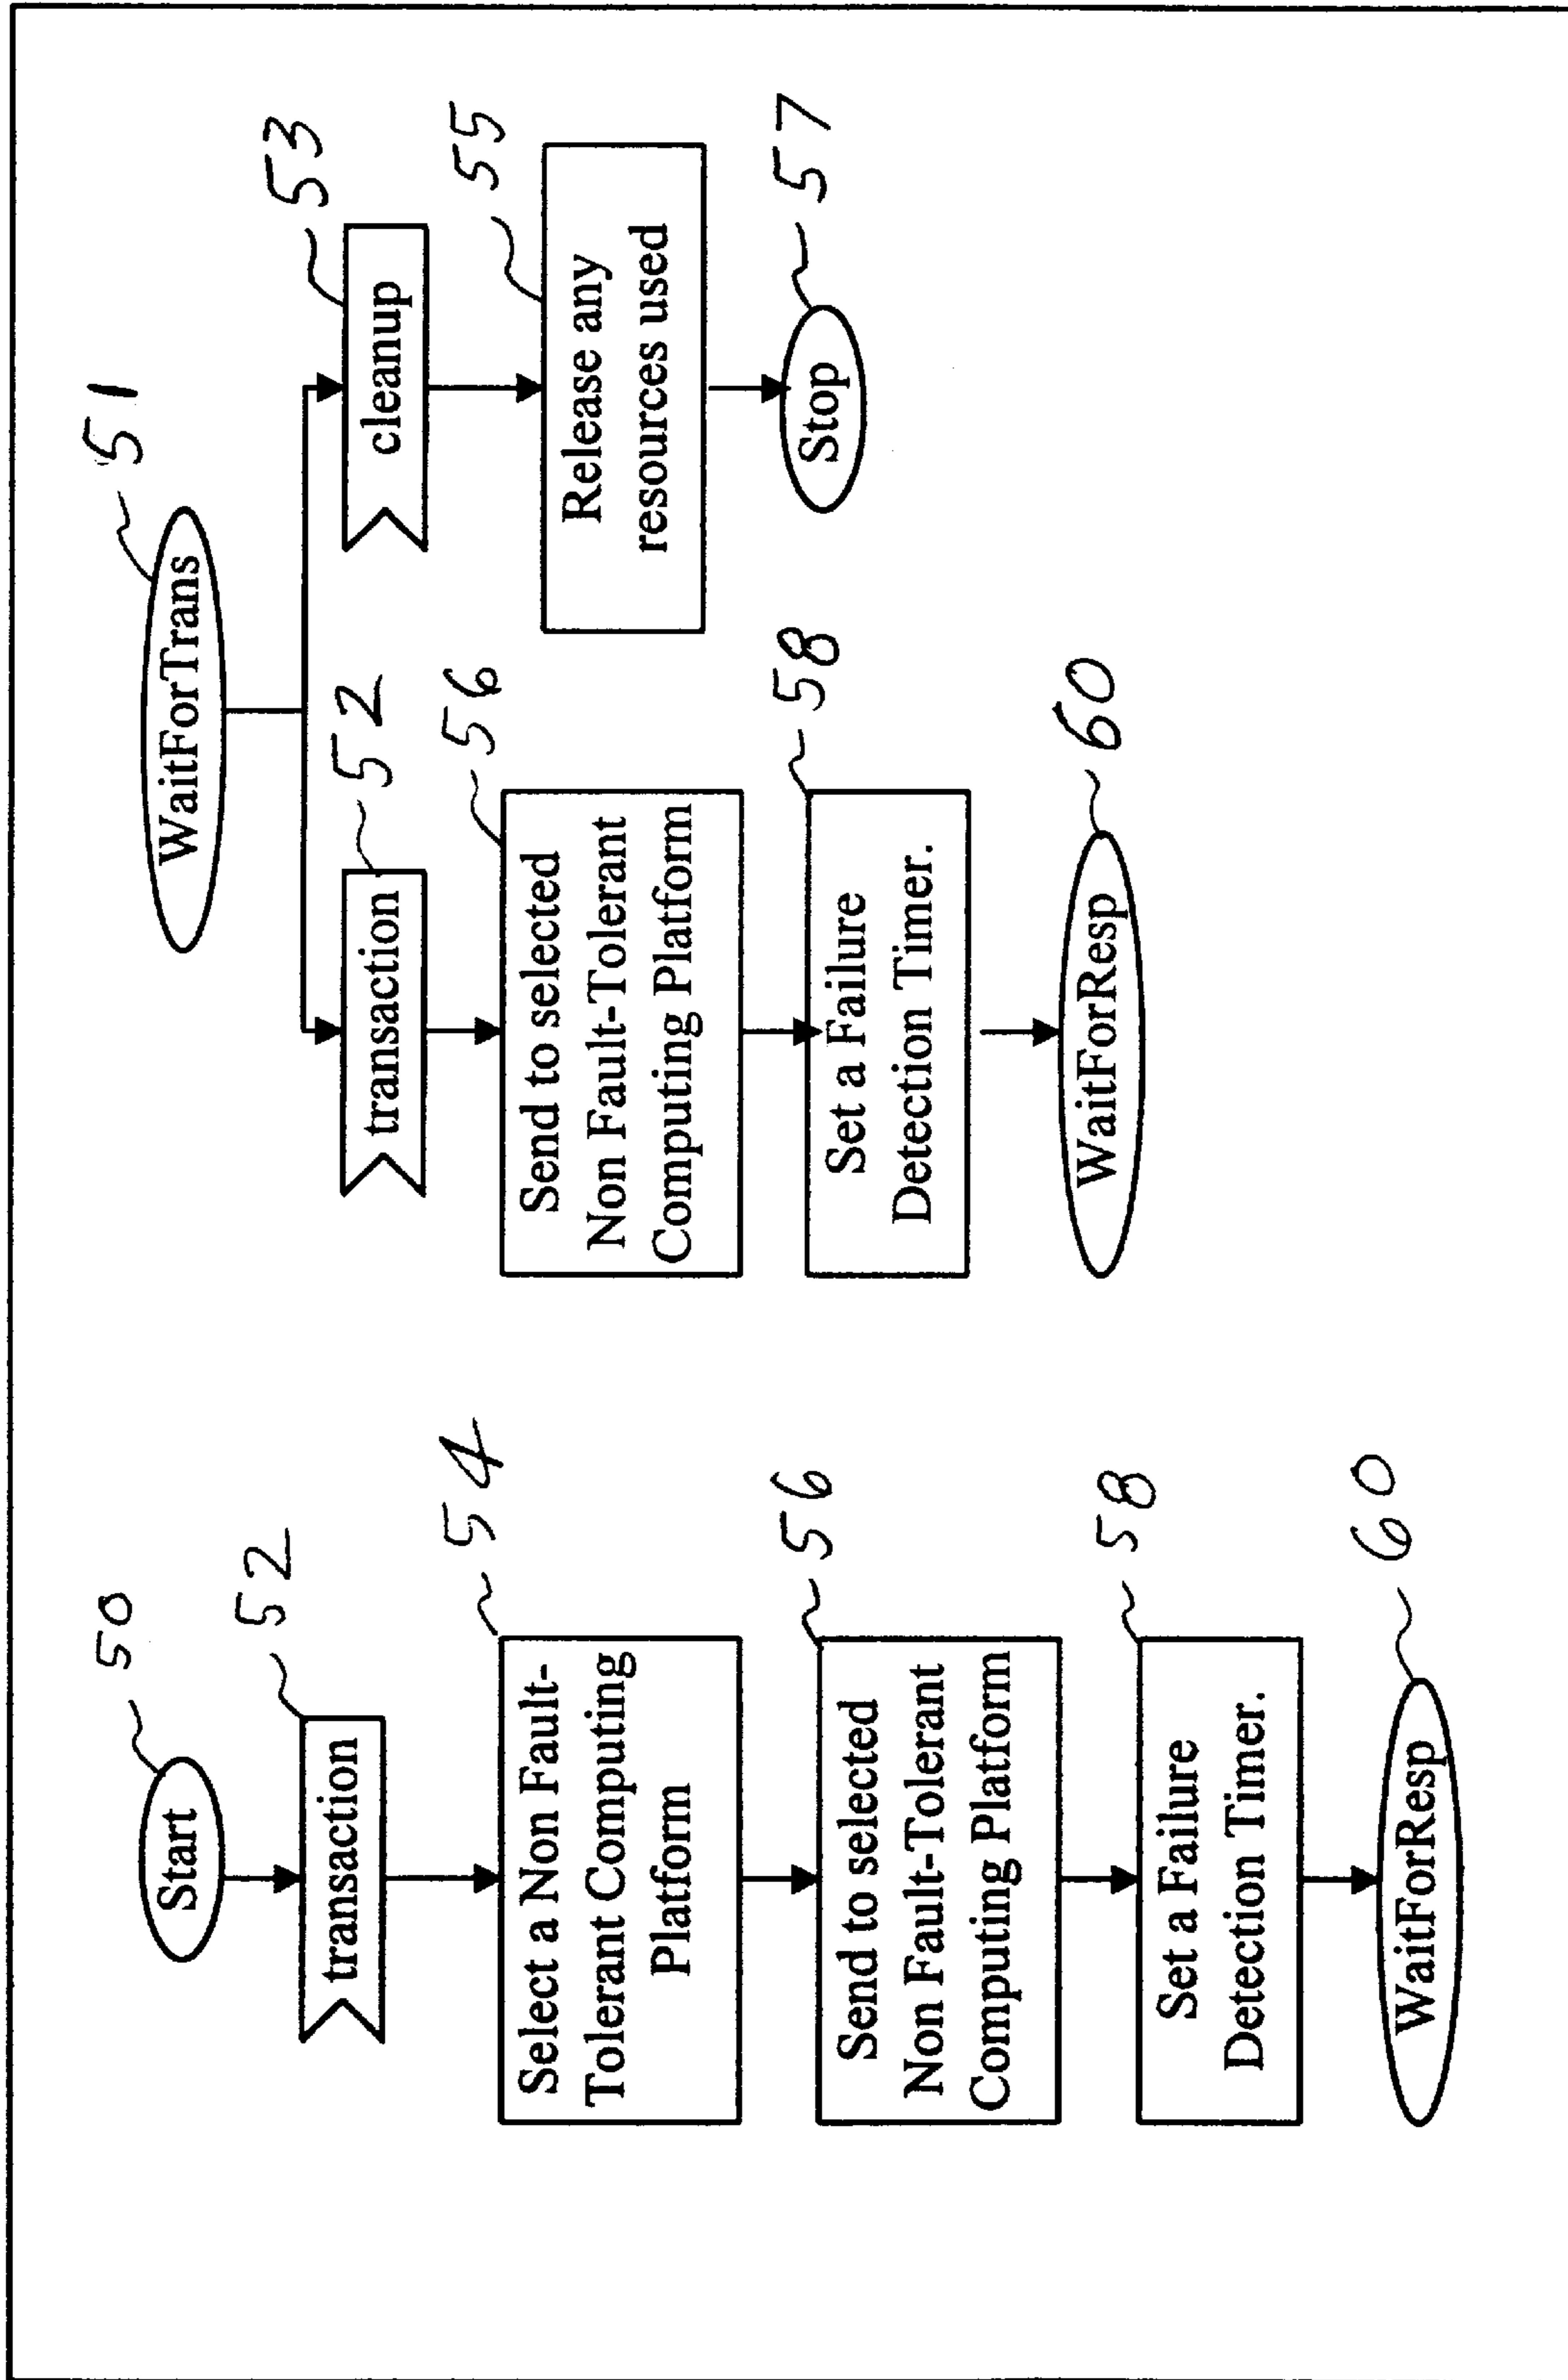 50
Start
52
transaction
54
Select a Non Fault-
Tolerant Computing
Platform
56
Send to selected
Non Fault-Tolerant
Computing Platform
58
Set a Failure
Detection Timer.
60
WaitForResp
51
WaitForTrans
52
transaction
56
Send to selected
Non Fault-Tolerant
Computing Platform
58
Set a Failure
Detection Timer.
60
WaitForResp
53
cleanup
55
Release any
resources used
57
Stop